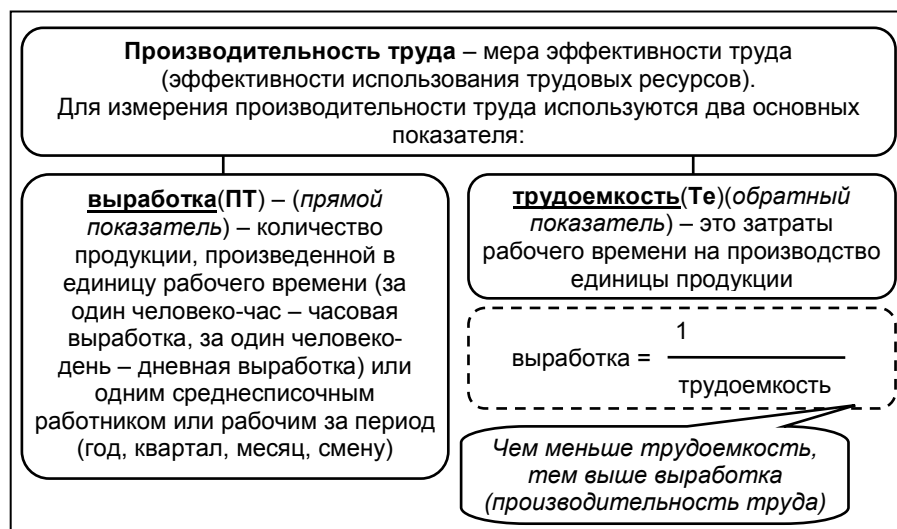 Производительность труда – мера эффективности труда
(эффективности использования трудовых ресурсов).
Для измерения производительности труда используются два основных
показателя:
выработка(ПТ) – (прямой
показатель) – количество
продукции, произведенной в
единицу рабочего времени (за
один человеко-час – часовая
выработка, за один человеко-
день – дневная выработка) или
одним среднесписочным
работником или рабочим за период
(год, квартал, месяц, смену)
трудоемкость(Те)(обратный
показатель) – это затраты
рабочего времени на производство
единицы продукции
1
выработка =
трудоемкость
Чем меньше трудоемкость,
тем выше выработка
(производительность труда)